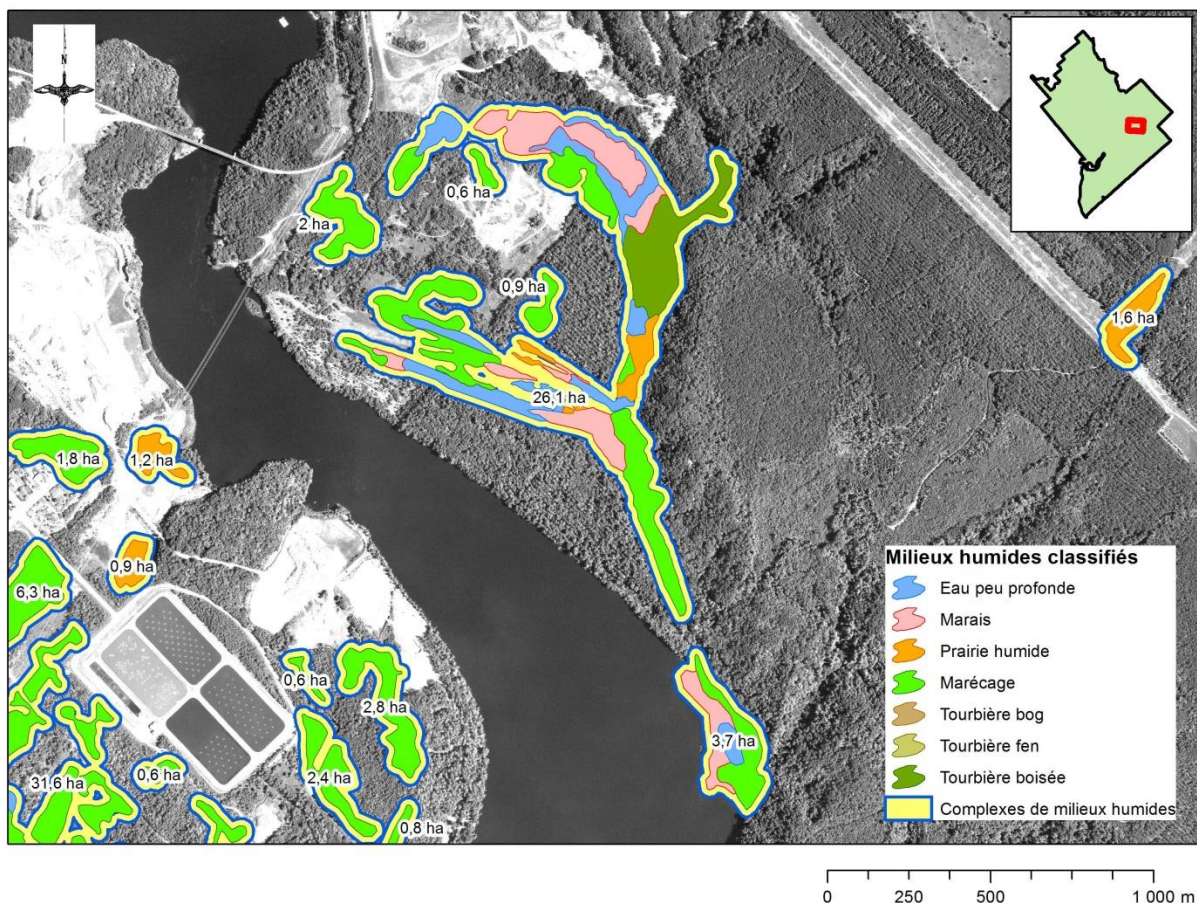 N
0,6 ha
2 ha
0,9 ha
1,6 ha
26,1 ha
1,8 ha
1,2 ha
0,9 ha
6,3 ha
0,6 ha
2,8 ha
3,7 ha
31,6 ha
0,6 ha
2,4 ha
0,8 ha
Milieux humides classifiés
Eau peu profonde
Marais
Prairie humide
Marécage
Tourbière bog
Tourbière fen
Tourbière boisée
Complexes de milieux humides
0 250 500 1 000 m